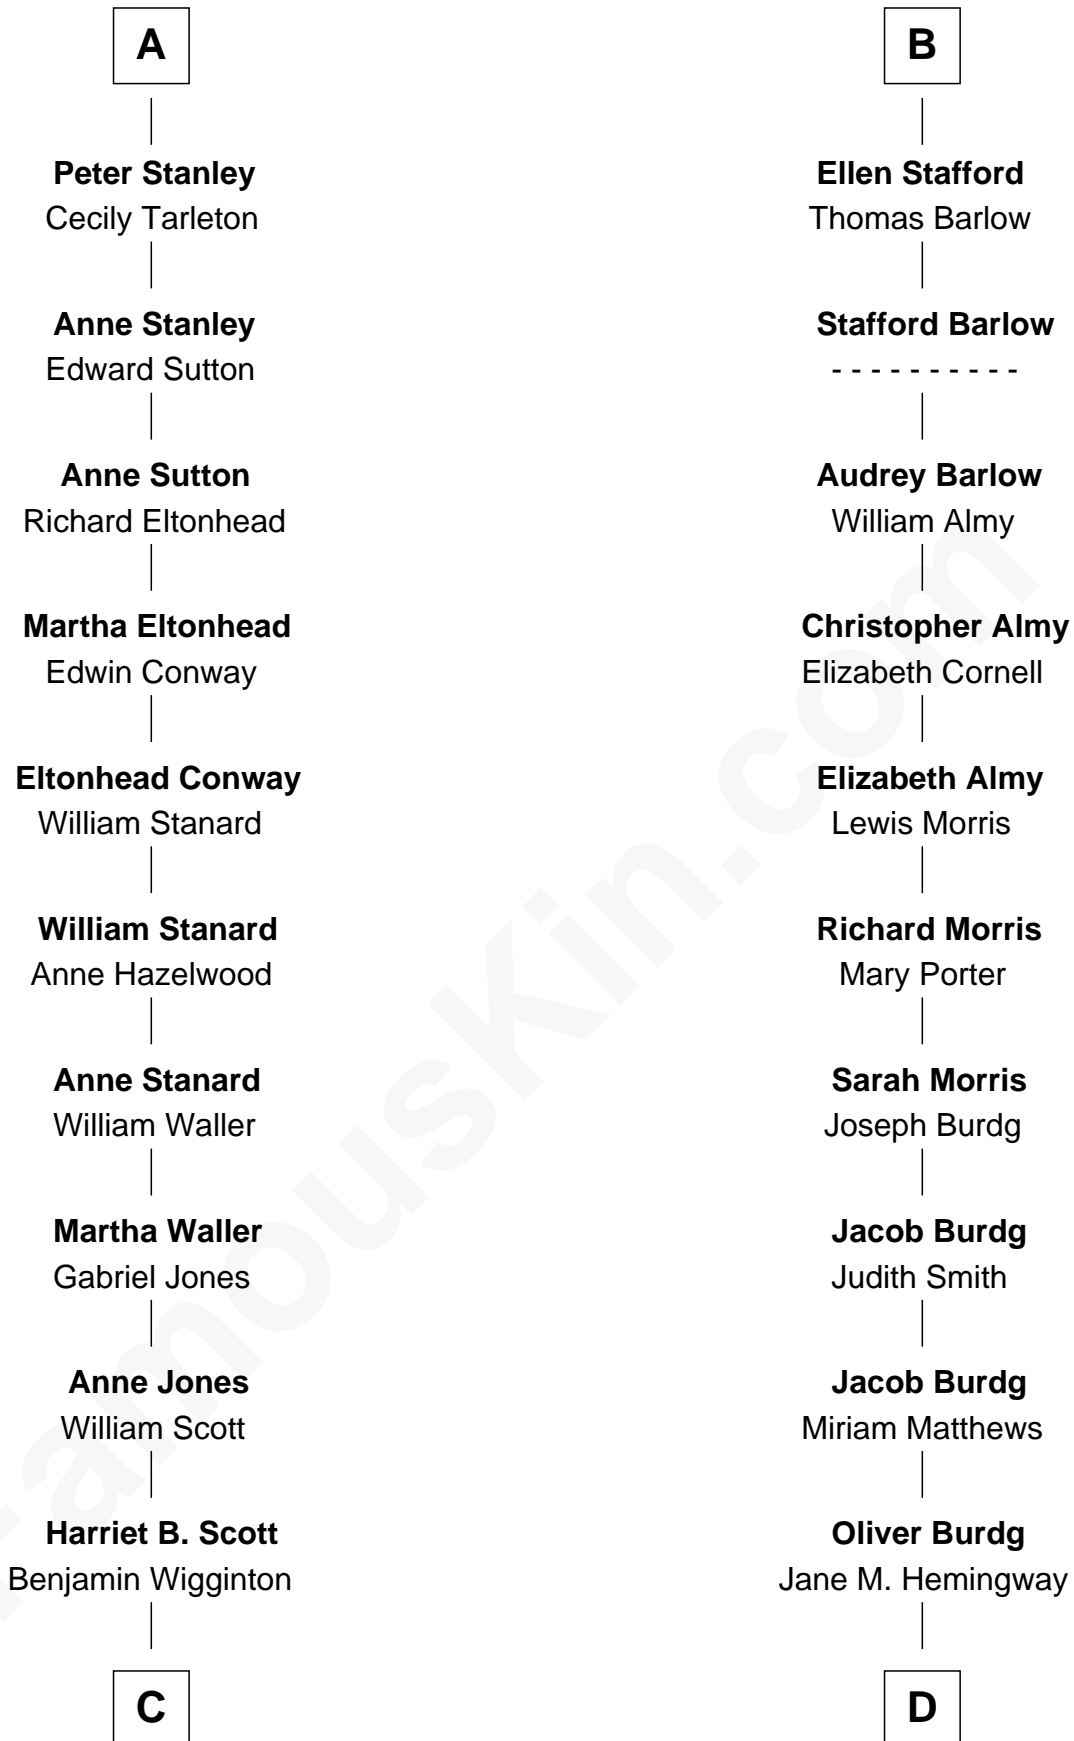 A
Peter Stanley
Cecily Tarleton
Anne Stanley
Edward Sutton
Anne Sutton
Richard Eltonhead
Martha Eltonhead
Edwin Conway
Eltonhead Conway
William Stanard
William Stanard
Anne Hazelwood
Anne Stanard
William Waller
Martha Waller
Gabriel Jones
Anne Jones
William Scott
Harriet B. Scott
Benjamin Wigginton
C
B
Ellen Stafford
Thomas Barlow
Stafford Barlow
- - - - - - - - - -
Audrey Barlow
William Almy
Christopher Almy
Elizabeth Cornell
Elizabeth Almy
Lewis Morris
Richard Morris
Mary Porter
Sarah Morris
Joseph Burdg
Jacob Burdg
Judith Smith
Jacob Burdg
Miriam Matthews
Oliver Burdg
Jane M. Hemingway
D
FamousKin.com